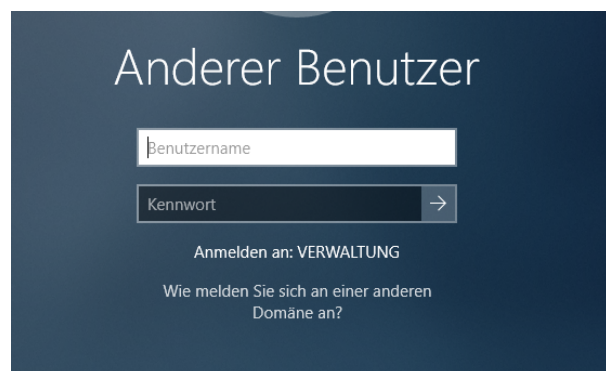 Anderer Benutzer
Benutzername
Kennwort
Anmelden an: VERWALTUNG
Wie melden Sie sich an einer anderen
Domäne an?